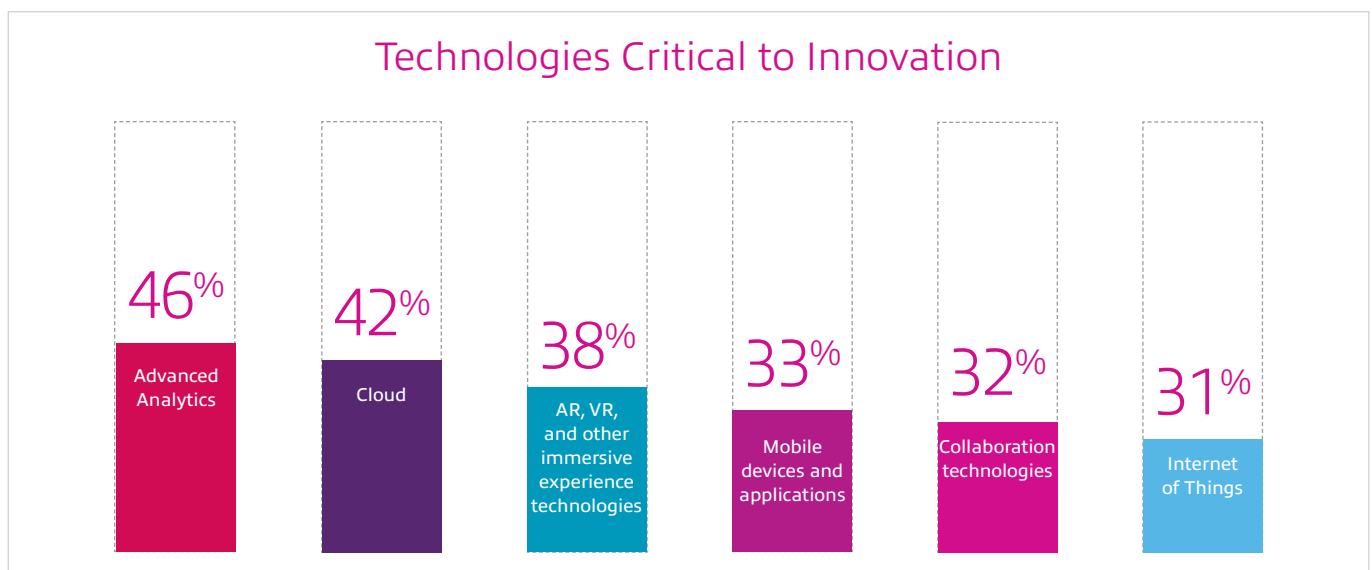 Technologies Critical to Innovation
46%
Advanced
Analytics
42%
Cloud
38%
AR, VR,
and other
immersive
experience
technologies
33%
Mobile
devices and
applications
32%
Collaboration
technologies
31%
Internet
of Things